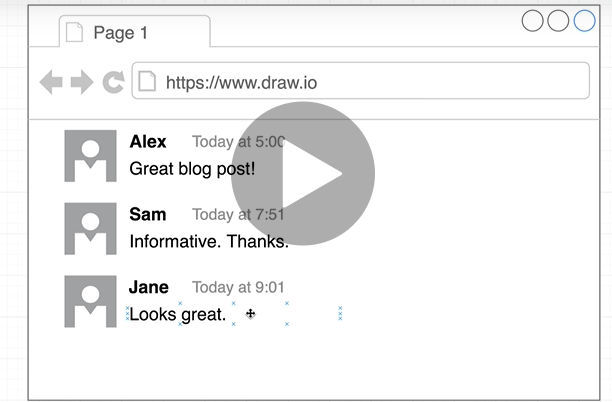 Page 1
https://www.draw.io
Alex Today at 5:00
Great blog post!
Sam Today at 7:51
Informative. Thanks.
Jane Today at 9:01
Looks great.